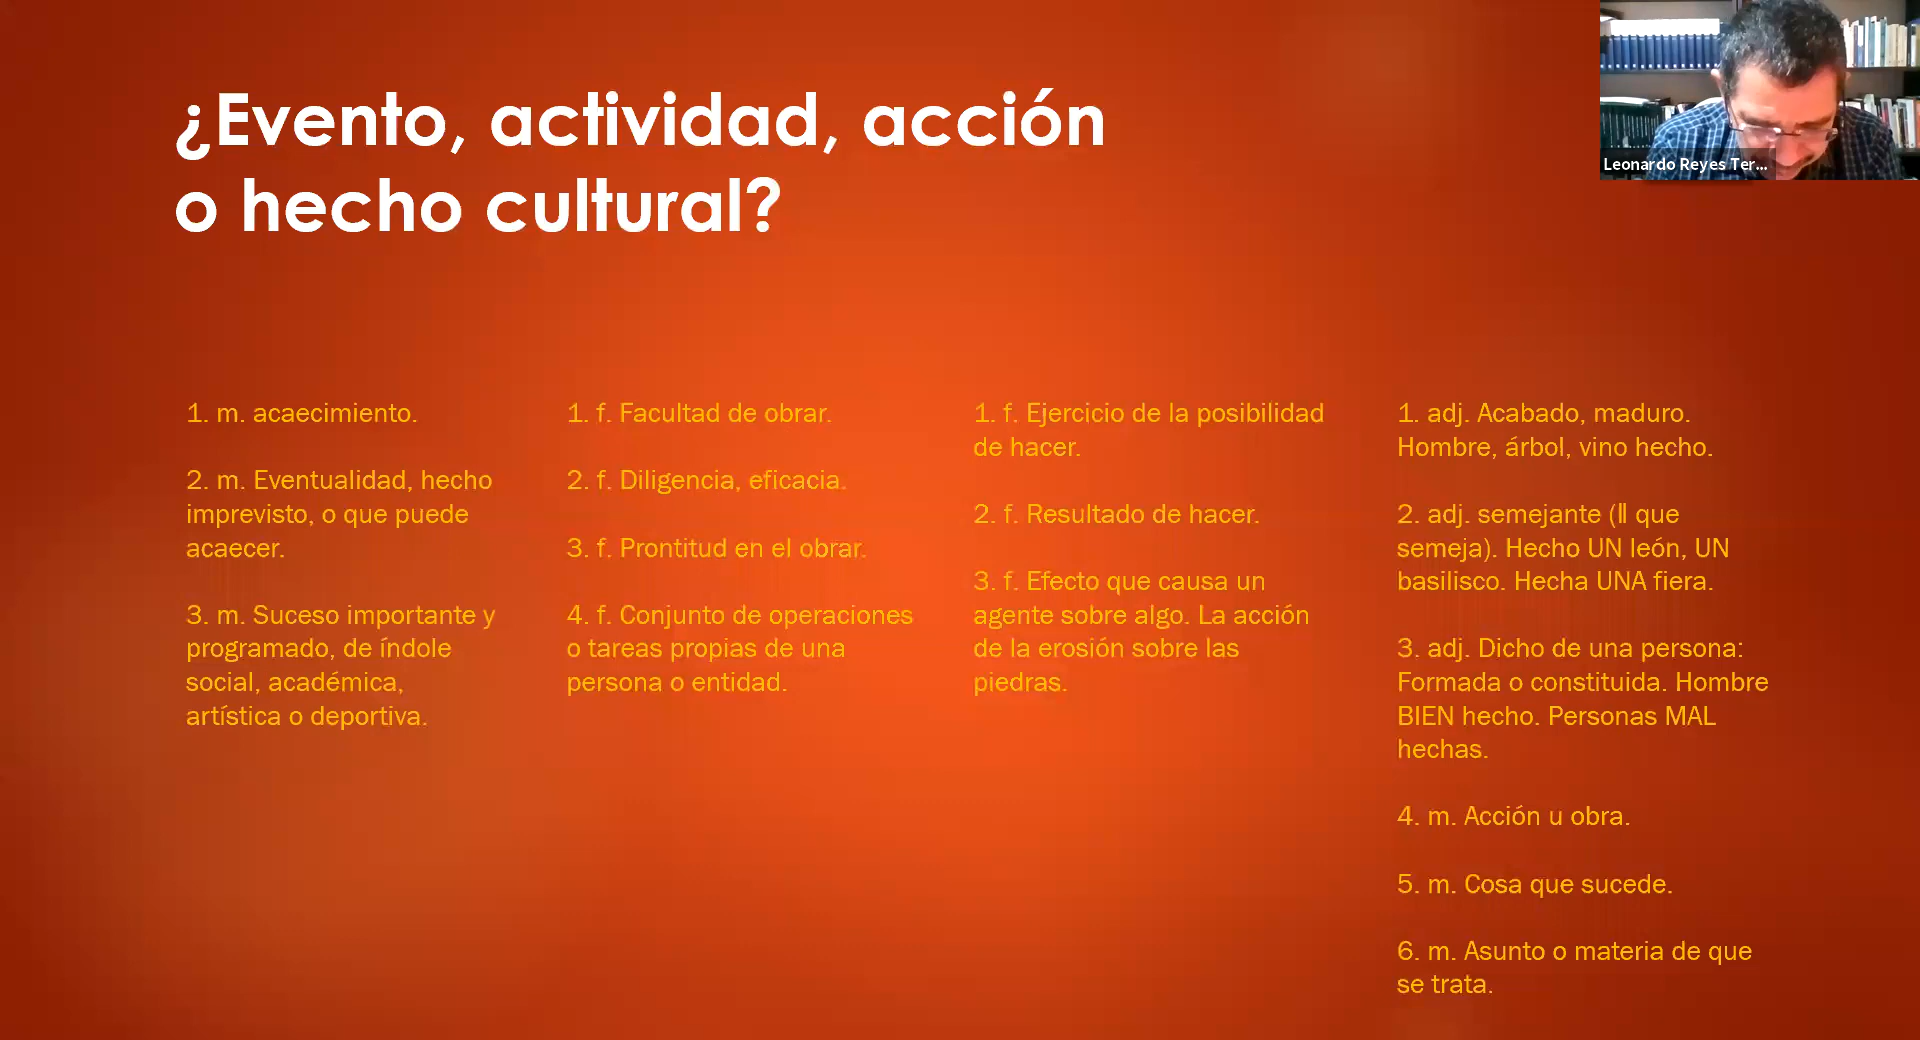 ¿Evento, actividad, acción
o hecho cultural?
Leonardo Reyes Ter...
1. m. acaecimiento.
2. m. Eventualidad, hecho
imprevisto, o que puede
acaecer.
3. m. Suceso importante y
programado, de índole
social, académica,
artística o deportiva.
1. f. Facultad de obrar.
2. f. Diligencia, eficacia.
3. f. Prontitud en el obrar.
4. f. Conjunto de operaciones
o tareas propias de una
persona o entidad.
1. f. Ejercicio de la posibilidad
de hacer.
2. f. Resultado de hacer.
3. f. Efecto que causa un
agente sobre algo. La acción
de la erosión sobre las
piedras.
1. adj. Acabado, maduro.
Hombre, árbol, vino hecho.
2. adj. semejante (ǁ que
semeja). Hecho UN león, UN
basilisco. Hecha UNA fiera.
3. adj. Dicho de una persona:
Formada o constituida. Hombre
BIEN hecho. Personas MAL
hechas.
4. m. Acción u obra.
5. m. Cosa que sucede.
6. m. Asunto o materia de que
se trata.